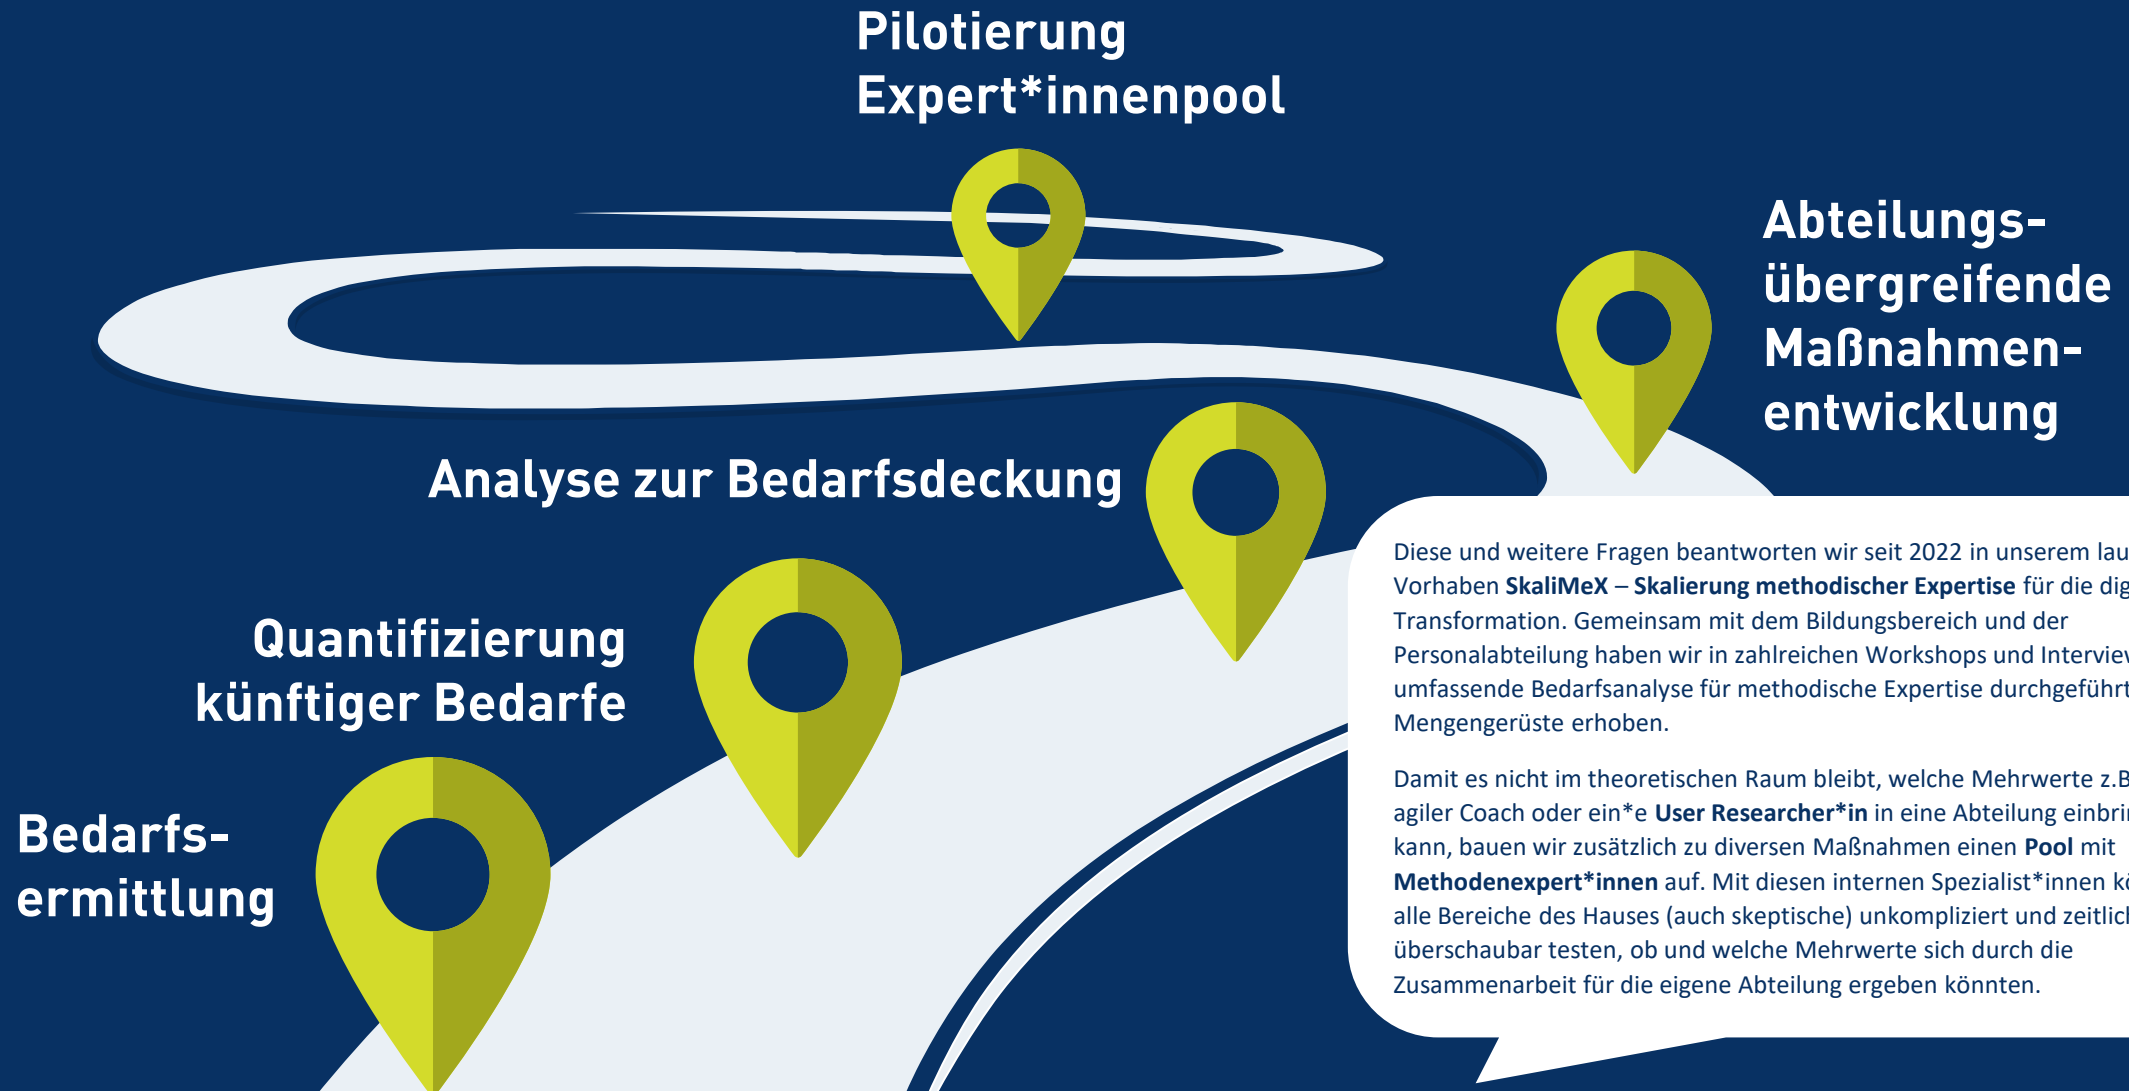 Pilotierung
Expert*innenpool
Abteilungs-
übergreifende
Maßnahmen-
entwicklung
Analyse zur Bedarfsdeckung
Quantifizierung
künftiger Bedarfe
Bedarfs-
ermittlung
Diese und weitere Fragen beantworten wir seit 2022 in unserem
Vorhaben SkaliMeX – Skalierung methodischer Expertise für die
Transformation. Gemeinsam mit dem Bildungsbereich und der
Personalabteilung haben wir in zahlreichen Workshops und
umfassende Bedarfsanalyse für methodische Expertise durchgeführt
Mengengerüste erhoben.
Damit es nicht im theoretischen Raum bleibt, welche Mehrwerte z.B
agiler Coach oder ein*e User Researcher*in in eine Abteilung
kann, bauen wir zusätzlich zu diversen Maßnahmen einen Pool mit
Methodenexpert*innen auf. Mit diesen internen Spezialist*innen
alle Bereiche des Hauses (auch skeptische) unkompliziert und zeitlich
überschaubar testen, ob und welche Mehrwerte sich durch die
Zusammenarbeit für die eigene Abteilung ergeben könnten.